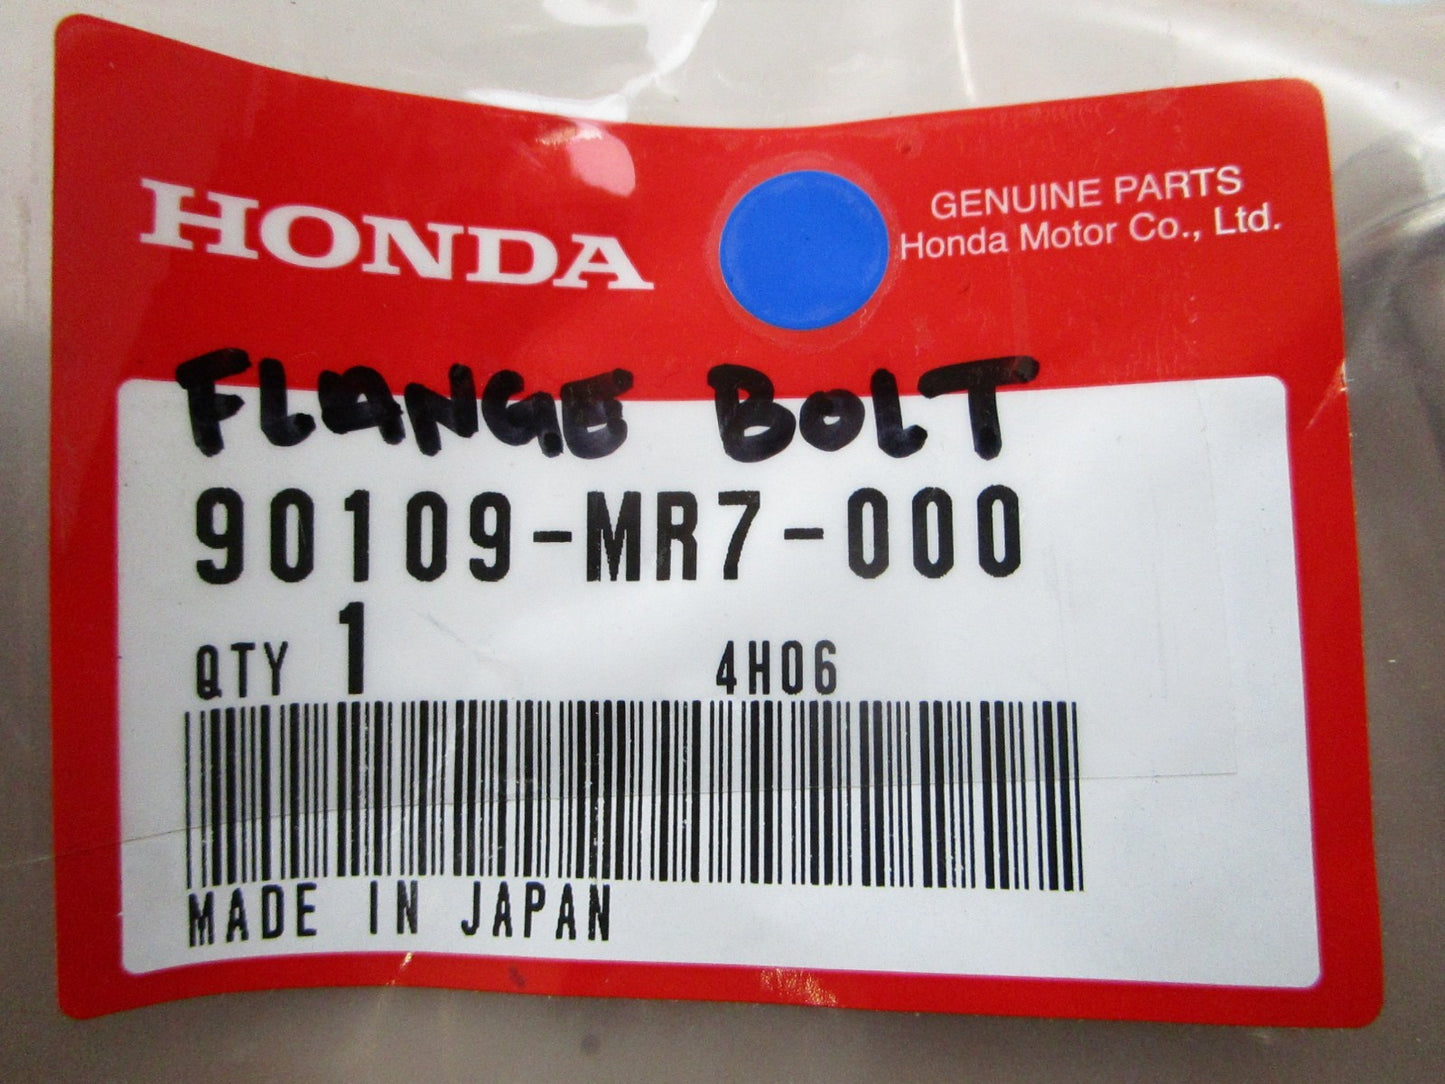 HONDA
GENUINE PARTS
Honda Motor Co., Ltd.
FLANGE BOLT
90109-MR7-000
QTY 1 4H06
MADE IN JAPAN